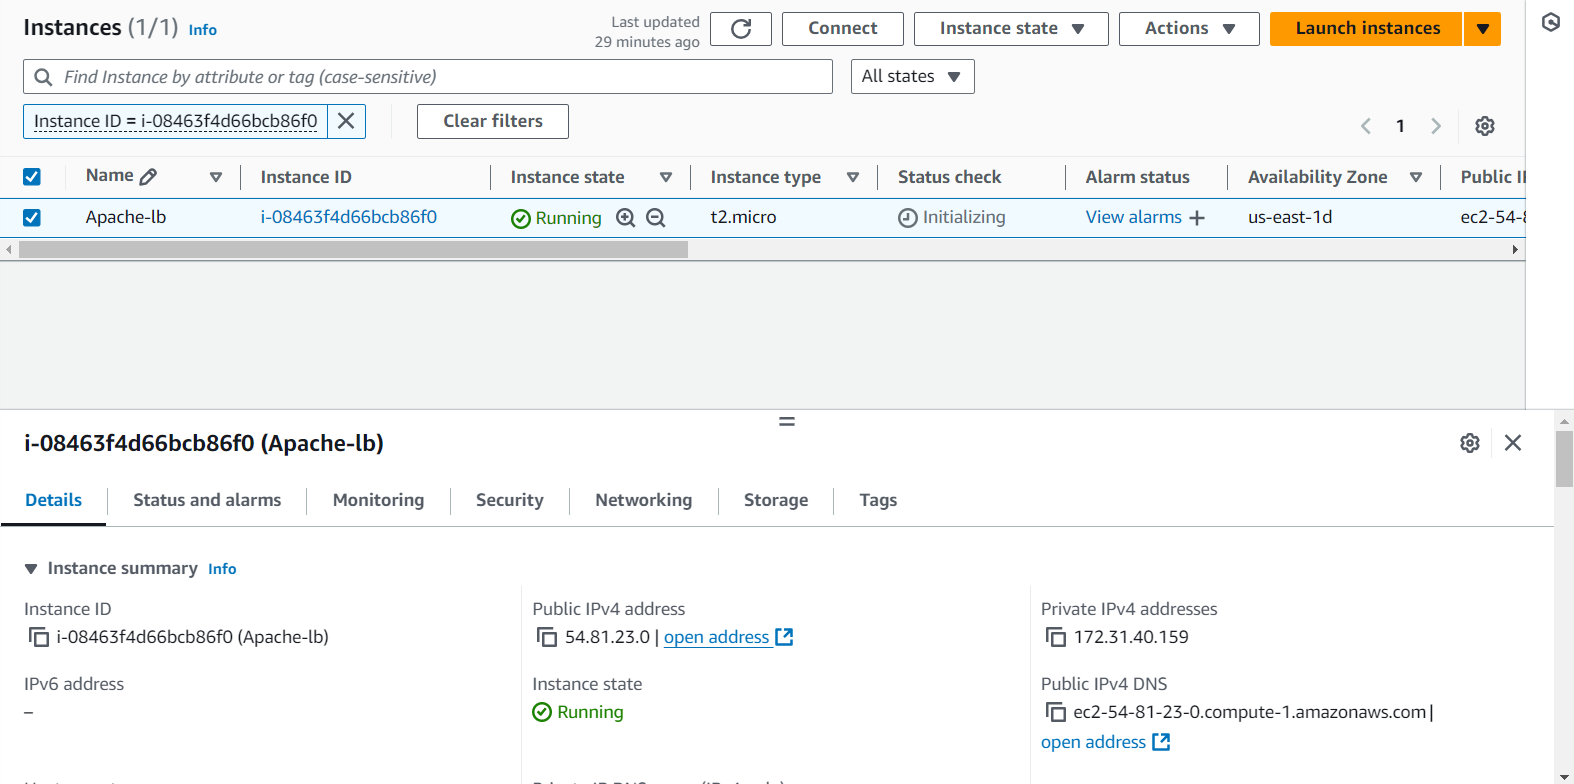 Instances (1/1) Info
Last updated
29 minutes ago
Connect
Instance state
Actions
Launch instances
Find Instance by attribute or tag (case-sensitive)
All states
Instance ID = i-08463f4d66bcb86f0
Clear filters
1
Name Instance ID Instance state Instance type Status check Alarm status Availability Zone Public
Apache-lb i-08463f4d66bcb86f0 Running t2.micro Initializing View alarms us-east-1d ec2-54-8
i-08463f4d66bcb86f0 (Apache-lb)
Details Status and alarms Monitoring Security Networking Storage Tags
Instance summary Info
Instance ID
i-08463f4d66bcb86f0 (Apache-lb)
Public IPv4 address
54.81.23.0 | open address
Private IPv4 addresses
172.31.40.159
IPv6 address
–
Instance state
Running
Public IPv4 DNS
ec2-54-81-23-0.compute-1.amazonaws.com |
open address